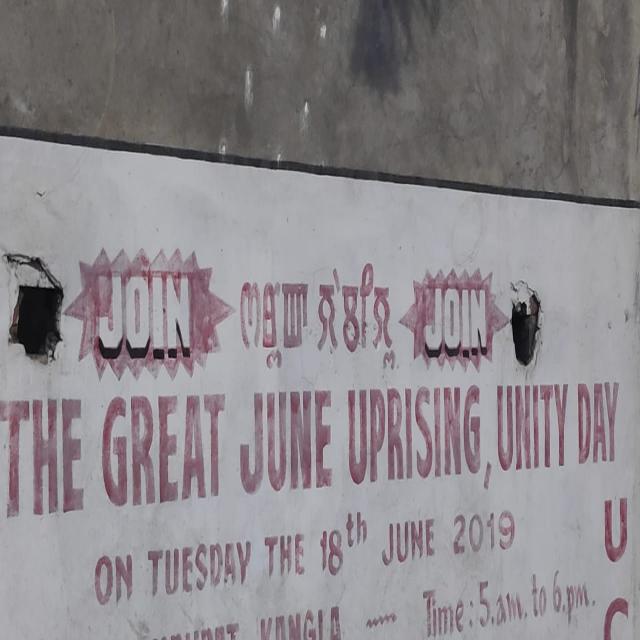 JOIN JOIN
THE GREAT JUNE UPRISING, UNITY DAY
ON TUESDAY THE 18th JUNE 2019
KANGLA Time: 5.a.m. to 6.p.m.
U